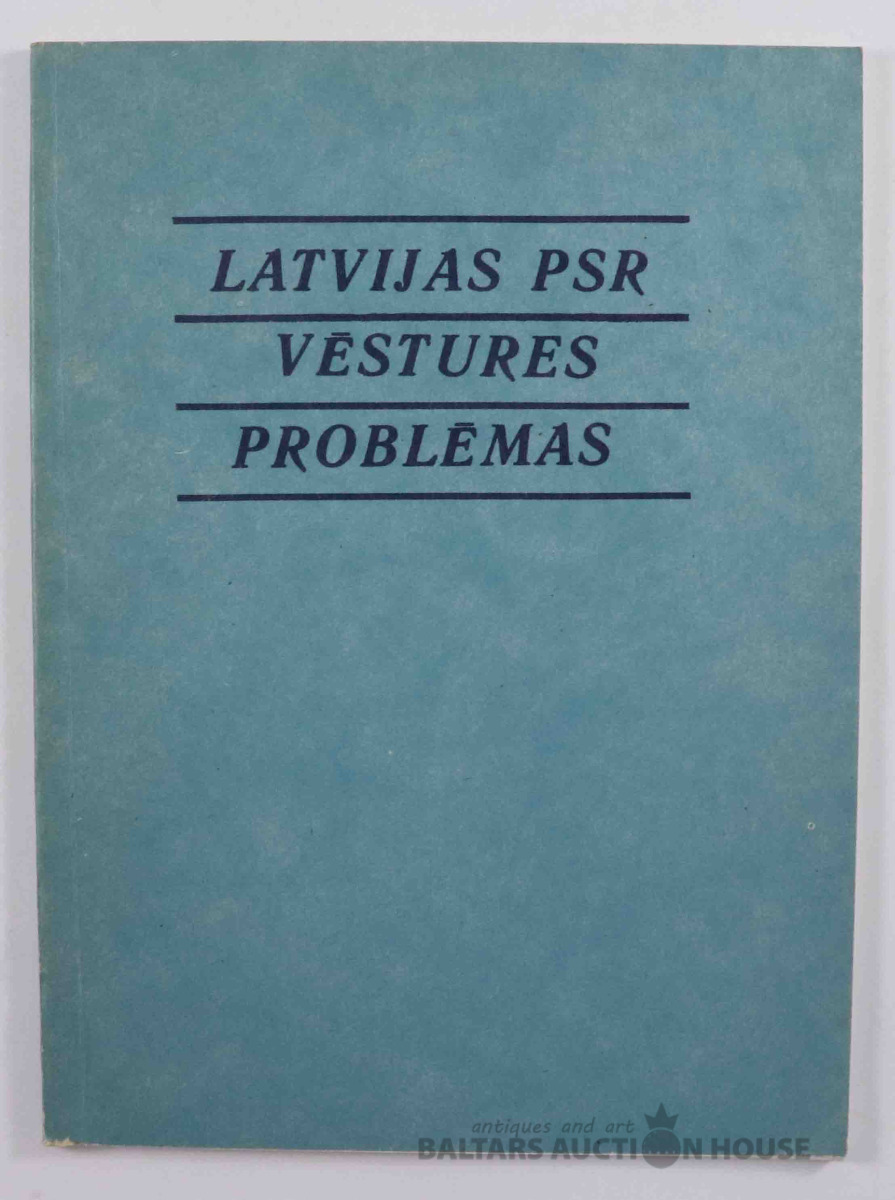 LATVIJAS PSR
VĒSTURES
PROBLĒMAS
antiques and art
BALTARS AUCTION HOUSE